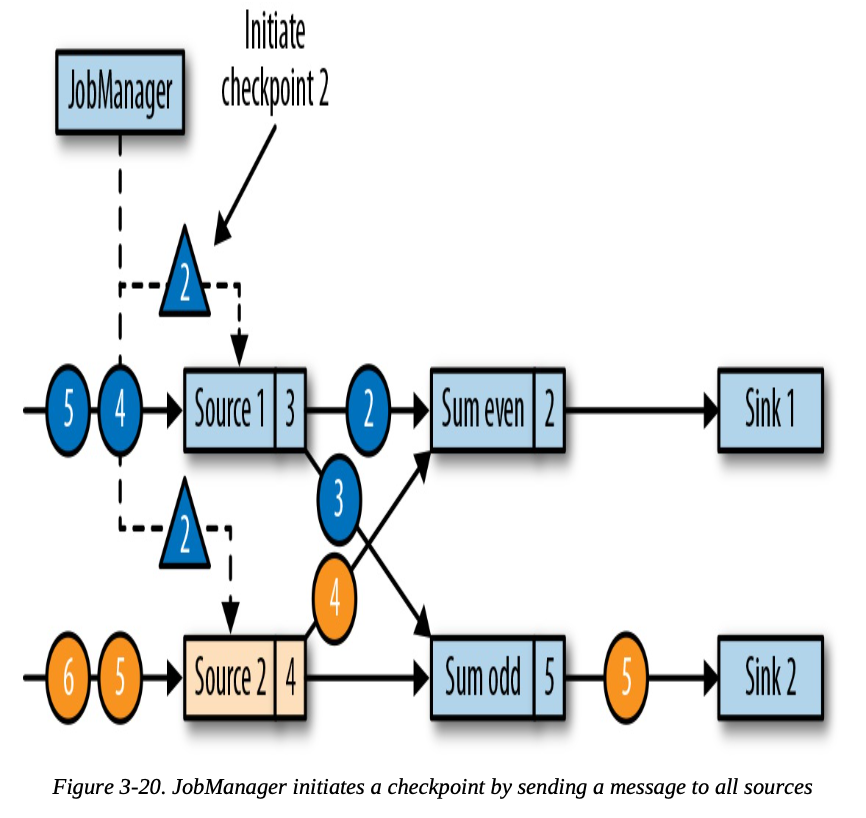 Initiate
checkpoint 2
JobManager
2
5 4 Source 1 3 2 Sum even 2 Sink 1
3
2
4
6 5 Source 2 4 Sum odd 5 5 Sink 2
Figure 3-20. JobManager initiates a checkpoint by sending a message to all sources